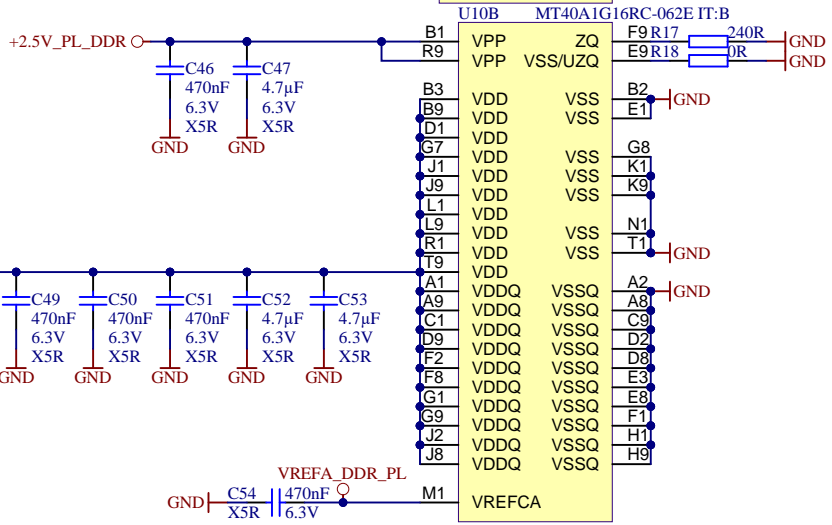 U10B MT40A1G16RC-062E IT:B
+2.5V_PL_DDR
B1 VPP ZQ F9 R17 240R GND
R9 VPP VSS/UZQ E9 R18 0R GND
C46
470nF
6.3V
X5R
GND
C47
4.7µF
6.3V
X5R
GND
B3 VDD VSS B2 GND
B9 VDD VSS E1
D1 VDD
G7 VDD VSS G8
J1 VDD VSS K1
J9 VDD VSS K9
L1 VDD
L9 VDD VSS N1
R1 VDD VSS T1 GND
T9 VDD
A1 VDDQ VSSQ A2 GND
A9 VDDQ VSSQ A8
C1 VDDQ VSSQ C9
D9 VDDQ VSSQ D2
F2 VDDQ VSSQ D8
F8 VDDQ VSSQ E3
G1 VDDQ VSSQ E8
G9 VDDQ VSSQ F1
J2 VDDQ VSSQ H1
J8 VDDQ VSSQ H9
C49
470nF
6.3V
X5R
GND
C50
470nF
6.3V
X5R
GND
C51
470nF
6.3V
X5R
GND
C52
4.7µF
6.3V
X5R
GND
C53
4.7µF
6.3V
X5R
GND
VREFA_DDR_PL
GND C54 470nF M1 VREFCA
X5R 6.3V